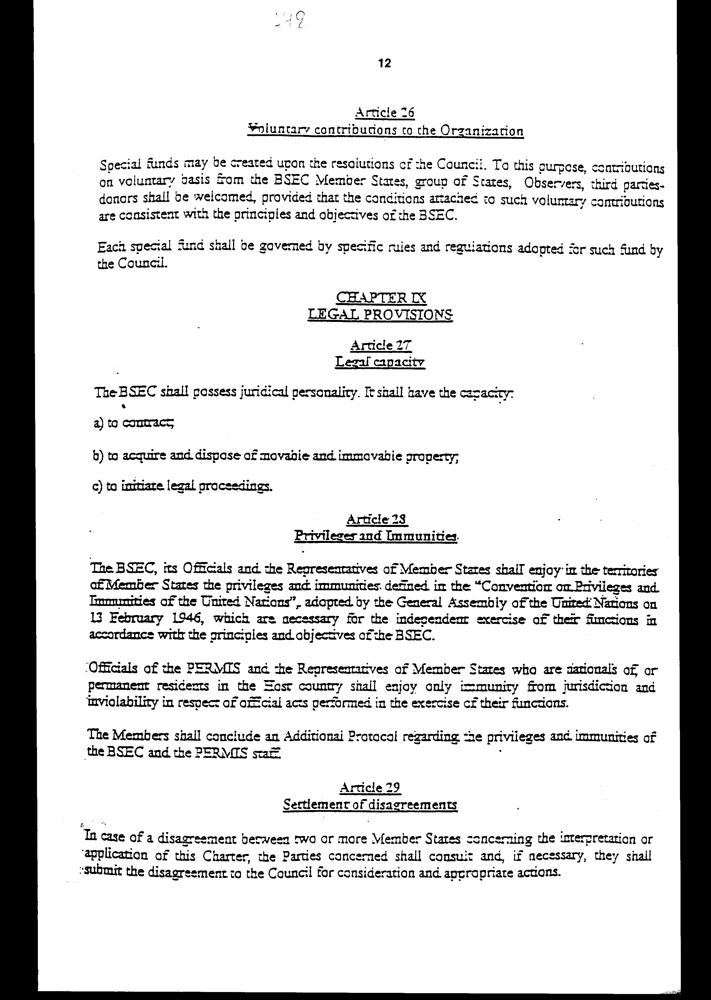 12
Article 26
Voluntary contributions to the Organization
Special funds may be created upon the resolutions of the Council. To this purpose, contributions
on voluntary basis from the BSEC Member States, group of States, Observers, third parties-
donors shall be welcomed, provided that the conditions attached to such voluntary contributions
are consistent with the principles and objectives of the BSEC.
Each special fund shall be governed by specific rules and regulations adopted for such fund by
the Council.
CHAPTER IX
LEGAL PROVISIONS
Article 27
Legal capacity
The BSEC shall possess juridical personality. It shall have the capacity:
a) to contract;
b) to acquire and dispose of movable and immovable property;
c) to initiate legal proceedings.
Article 28
Privileges and Immunities
The BSEC, its Officials and the Representatives of Member States shall enjoy in the territories
of Member States the privileges and immunities defined in the “Convention on Privileges and
Immunities of the United Nations”, adopted by the General Assembly of the United Nations on
13 February 1946, which are necessary for the independent exercise of their functions in
accordance with the principles and objectives of the BSEC.
Officials of the PERMIS and the Representatives of Member States who are nationals of, or
permanent residents in the Host country shall enjoy only immunity from jurisdiction and
inviolability in respect of official acts performed in the exercise of their functions.
The Members shall conclude an Additional Protocol regarding the privileges and immunities of
the BSEC and the PERMIS staff.
Article 29
Settlement of disagreements
In case of a disagreement between two or more Member States concerning the interpretation or
application of this Charter, the Parties concerned shall consult and, if necessary, they shall
submit the disagreement to the Council for consideration and appropriate actions.